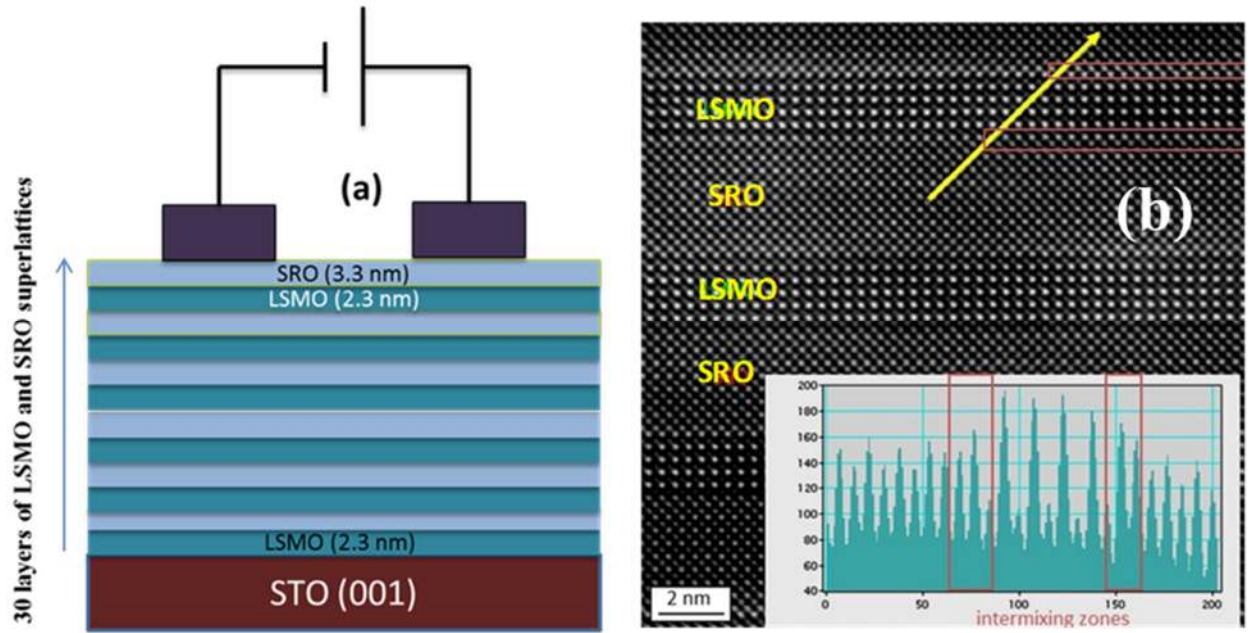 30 layers of LSMO and SRO superlattices
(a)
SRO (3.3 nm)
LSMO (2.3 nm)
LSMO (2.3 nm)
STO (001)
LSMO
SRO
(b)
LSMO
SRO
200
180
160
140
120
100
80
60
40
0 50 100 150 200
intermixing zones
2 nm